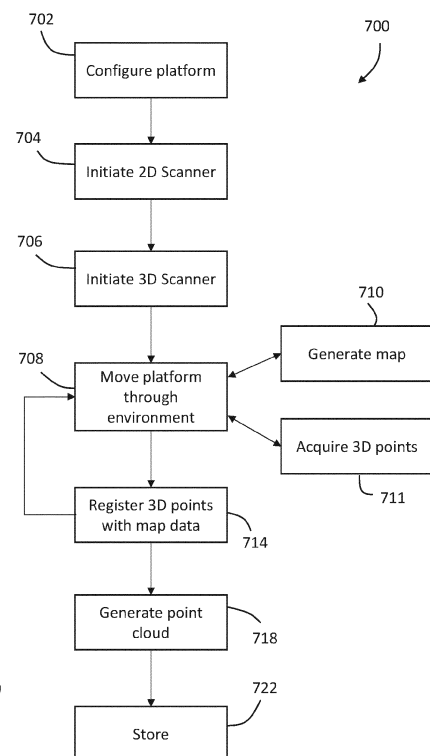 702
700
Configure platform
704
Initiate 2D Scanner
706
Initiate 3D Scanner
710
Generate map
708
Move platform
through
environment
Acquire 3D points
711
Register 3D points
with map data
714
Generate point
cloud
718
722
Store